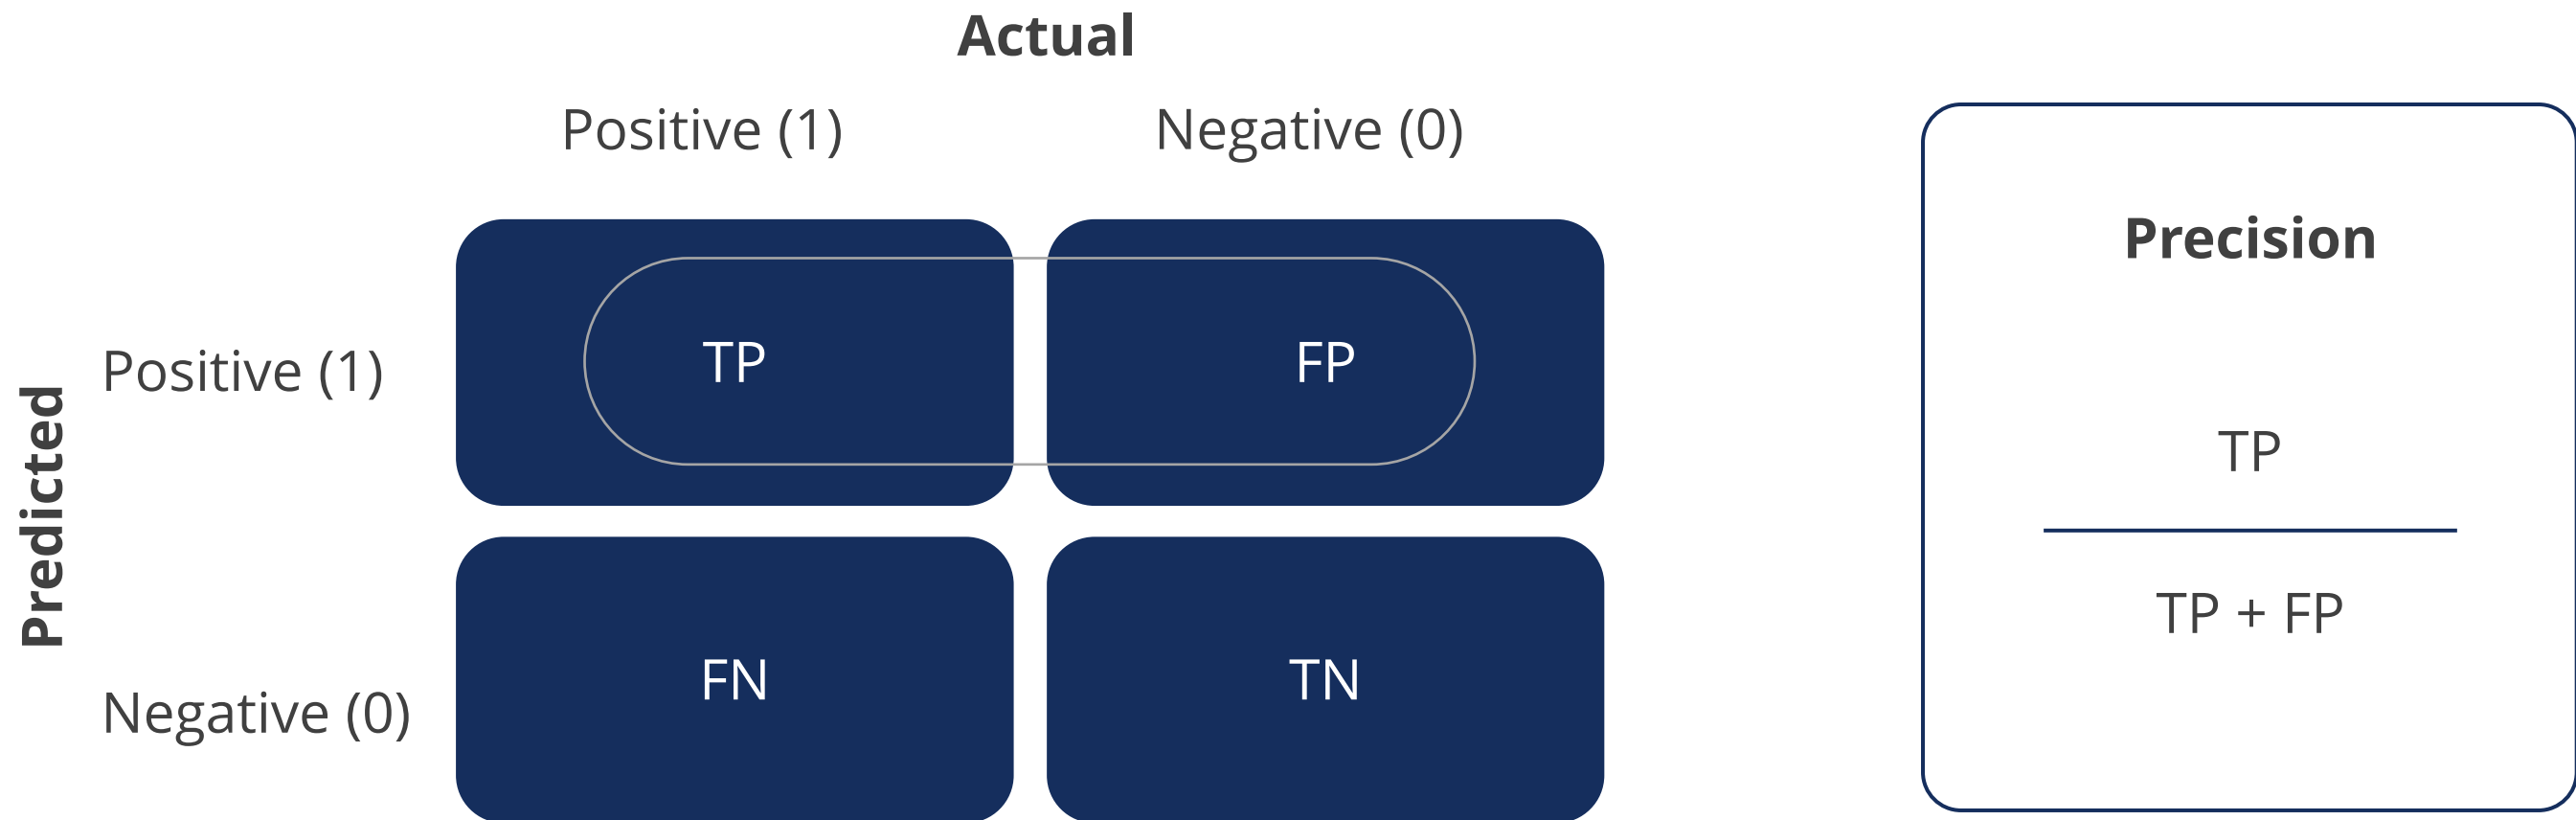 Actual
Positive (1)
Negative (0)
Predicted
Positive (1)
TP
FP
Negative (0)
FN
TN
Precision
TP
TP + FP